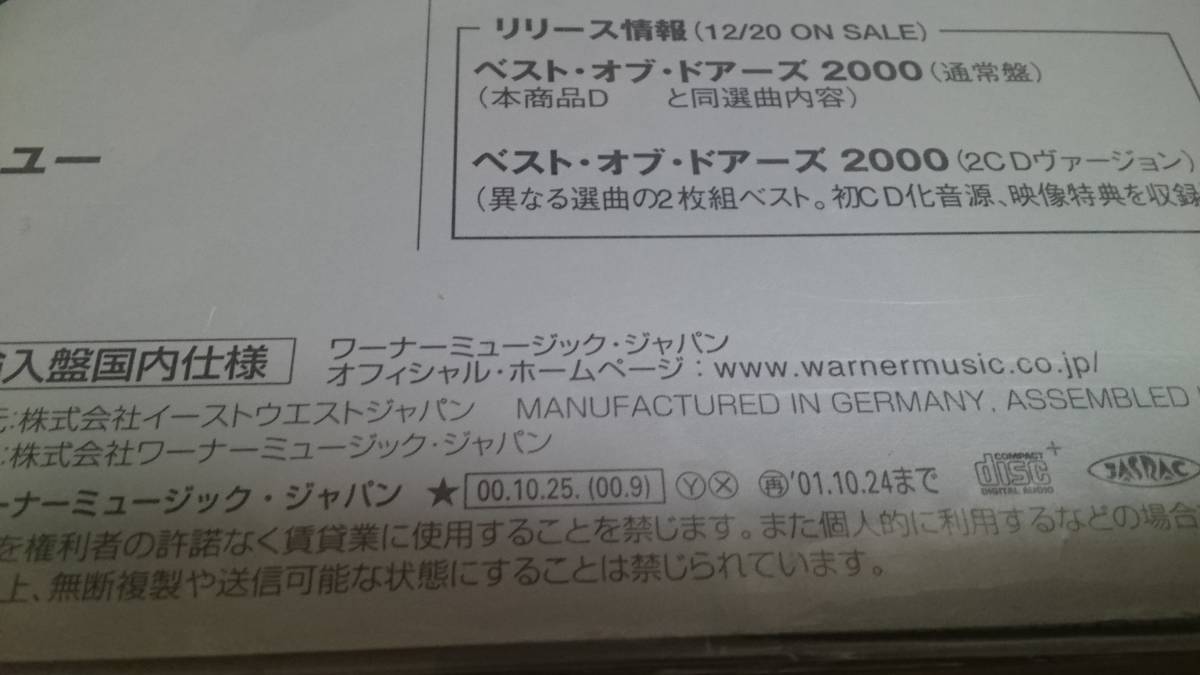 リリース情報(12/20 ON SALE)
ベスト・オブ・ドアーズ 2000(通常盤)
(本商品D と同選曲内容)
ュー
ベスト・オブ・ドアーズ 2000(2CDヴァージョン)
(異なる選曲の2枚組ベスト。初CD化音源、映像特典を収録
入盤国内仕様
ワーナーミュージック・ジャパン
オフィシャル・ホームページ:www.warnermusic.co.jp/
元:株式会社イーストウエストジャパン MANUFACTURED IN GERMANY, ASSEMBLED
:株式会社ワーナーミュージック・ジャパン
ーナーミュージック・ジャパン ★ 00.10.25.(00.9) Ⓨ Ⓧ ㊢'01.10.24まで COMPACT disc DIGITAL AUDIO + JASRAC
を権利者の許諾なく賃貸業に使用することを禁じます。また個人的に利用するなどの場合
上、無断複製や送信可能な状態にすることは禁じられています。